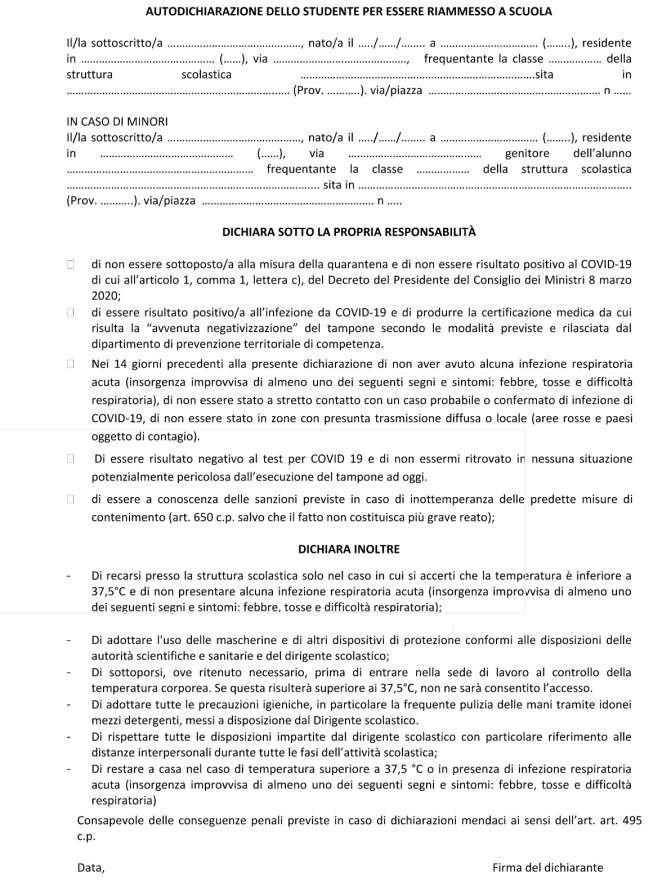 AUTODICHIARAZIONE DELLO STUDENTE PER ESSERE RIAMMESSO A SCUOLA
Il/la sottoscritto/a ………………………………………, nato/a il …../…../…….. a …………………………… (……..), residente
in ……………………………………… (……), via ………………………………………, frequentante la classe ……………… della
struttura scolastica …………………………………………………………………….sita in
………………………………………………………………... (Prov. ………..). via/piazza ………………………………………………… n ……
IN CASO DI MINORI
Il/la sottoscritto/a ………………………………………, nato/a il …../…../…….. a …………………………… (……..), residente
in ……………………………………… (……), via ……………………………………… genitore dell’alunno
……………………………………………………… frequentante la classe ……………… della struttura scolastica
…………………………………………………………………………. sita in ………………………………………………………………………………
(Prov. ………..). via/piazza …………………………………………………. n …..
DICHIARA SOTTO LA PROPRIA RESPONSABILITÀ
□ di non essere sottoposto/a alla misura della quarantena e di non essere risultato positivo al COVID-19
di cui all’articolo 1, comma 1, lettera c), del Decreto del Presidente del Consiglio dei Ministri 8 marzo
2020;
□ di essere risultato positivo/a all’infezione da COVID-19 e di produrre la certificazione medica da cui
risulta la “avvenuta negativizzazione” del tampone secondo le modalità previste e rilasciata dal
dipartimento di prevenzione territoriale di competenza.
□ Nei 14 giorni precedenti alla presente dichiarazione di non aver avuto alcuna infezione respiratoria
acuta (insorgenza improvvisa di almeno uno dei seguenti segni e sintomi: febbre, tosse e difficoltà
respiratoria), di non essere stato a stretto contatto con un caso probabile o confermato di infezione di
COVID-19, di non essere stato in zone con presunta trasmissione diffusa o locale (aree rosse e paesi
oggetto di contagio).
□ Di essere risultato negativo al test per COVID 19 e di non essermi ritrovato in nessuna situazione
potenzialmente pericolosa dall’esecuzione del tampone ad oggi.
□ di essere a conoscenza delle sanzioni previste in caso di inottemperanza delle predette misure di
contenimento (art. 650 c.p. salvo che il fatto non costituisca più grave reato);
DICHIARA INOLTRE
- Di recarsi presso la struttura scolastica solo nel caso in cui si accerti che la temperatura è inferiore a
37,5°C e di non presentare alcuna infezione respiratoria acuta (insorgenza improvvisa di almeno uno
dei seguenti segni e sintomi: febbre, tosse e difficoltà respiratoria);
- Di adottare l'uso delle mascherine e di altri dispositivi di protezione conformi alle disposizioni delle
autorità scientifiche e sanitarie e del dirigente scolastico;
- Di sottoporsi, ove ritenuto necessario, prima di entrare nella sede di lavoro al controllo della
temperatura corporea. Se questa risulterà superiore ai 37,5°C, non ne sarà consentito l’accesso.
- Di adottare tutte le precauzioni igieniche, in particolare la frequente pulizia delle mani tramite idonei
mezzi detergenti, messi a disposizione dal Dirigente scolastico.
- Di rispettare tutte le disposizioni impartite dal dirigente scolastico con particolare riferimento alle
distanze interpersonali durante tutte le fasi dell’attività scolastica;
- Di restare a casa nel caso di temperatura superiore a 37,5 °C o in presenza di infezione respiratoria
acuta (insorgenza improvvisa di almeno uno dei seguenti segni e sintomi: febbre, tosse e difficoltà
respiratoria)
Consapevole delle conseguenze penali previste in caso di dichiarazioni mendaci ai sensi dell’art. art. 495
c.p.
Data, Firma del dichiarante